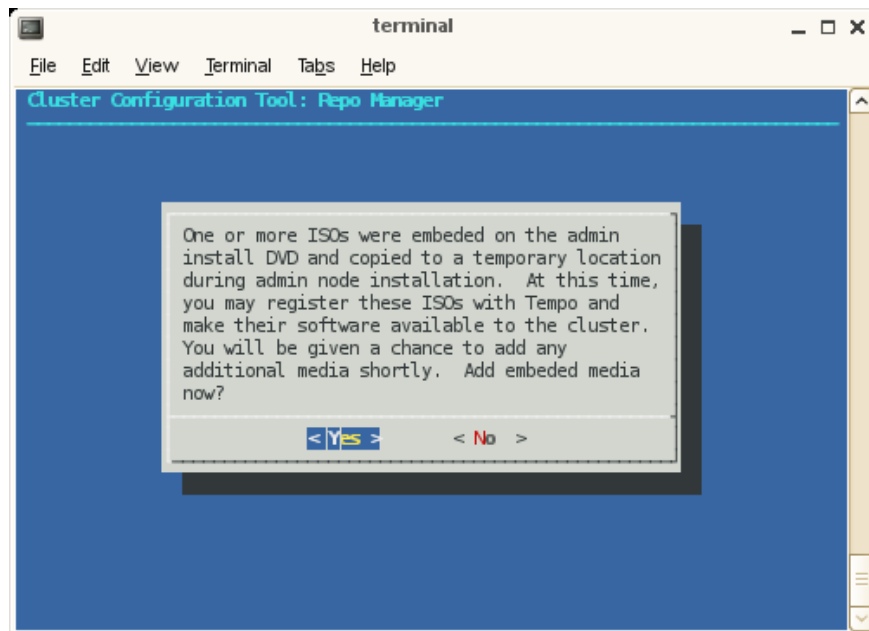 terminal
File Edit View Terminal Tabs Help
Cluster Configuration Tool: Repo Manager
One or more ISOs were embeded on the admin
install DVD and copied to a temporary location
during admin node installation.  At this time,
you may register these ISOs with Tempo and
make their software available to the cluster.
You will be given a chance to add any
additional media shortly.  Add embeded media
now?
< Yes > < No  >